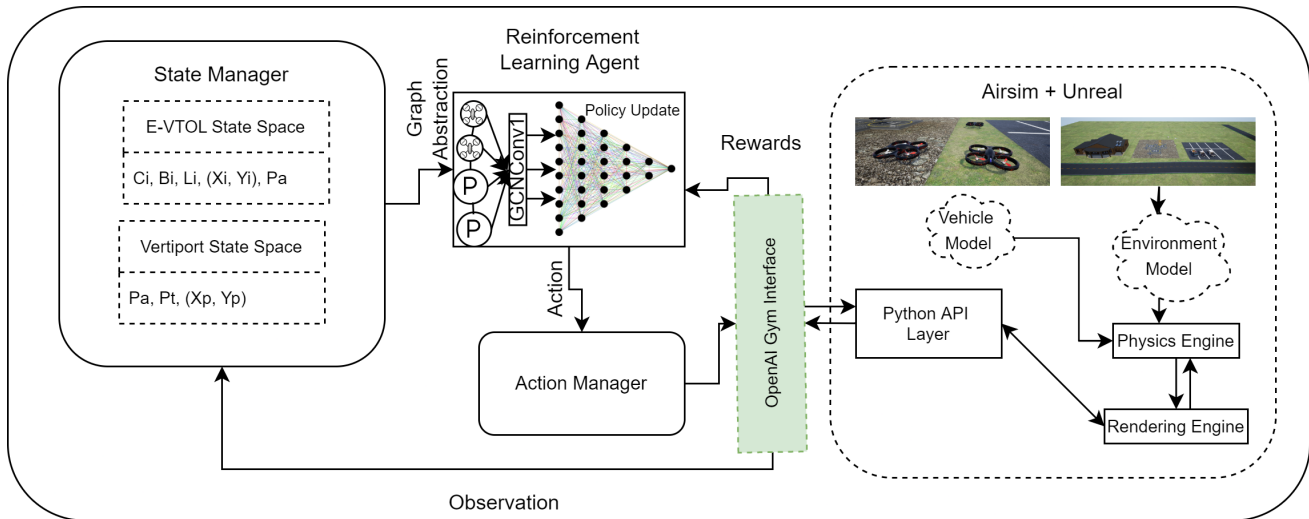 State Manager
E-VTOL State Space
Ci, Bi, Li, (Xi, Yi), Pa
Vertiport State Space
Pa, Pt, (Xp, Yp)
Graph
Abstraction
Reinforcement
Learning Agent
Policy Update
P
P
GCNConv1
Action
Action Manager
Rewards
OpenAI Gym Interface
Observation
Airsim + Unreal
Vehicle
Model
Environment
Model
Python API
Layer
Physics Engine
Rendering Engine